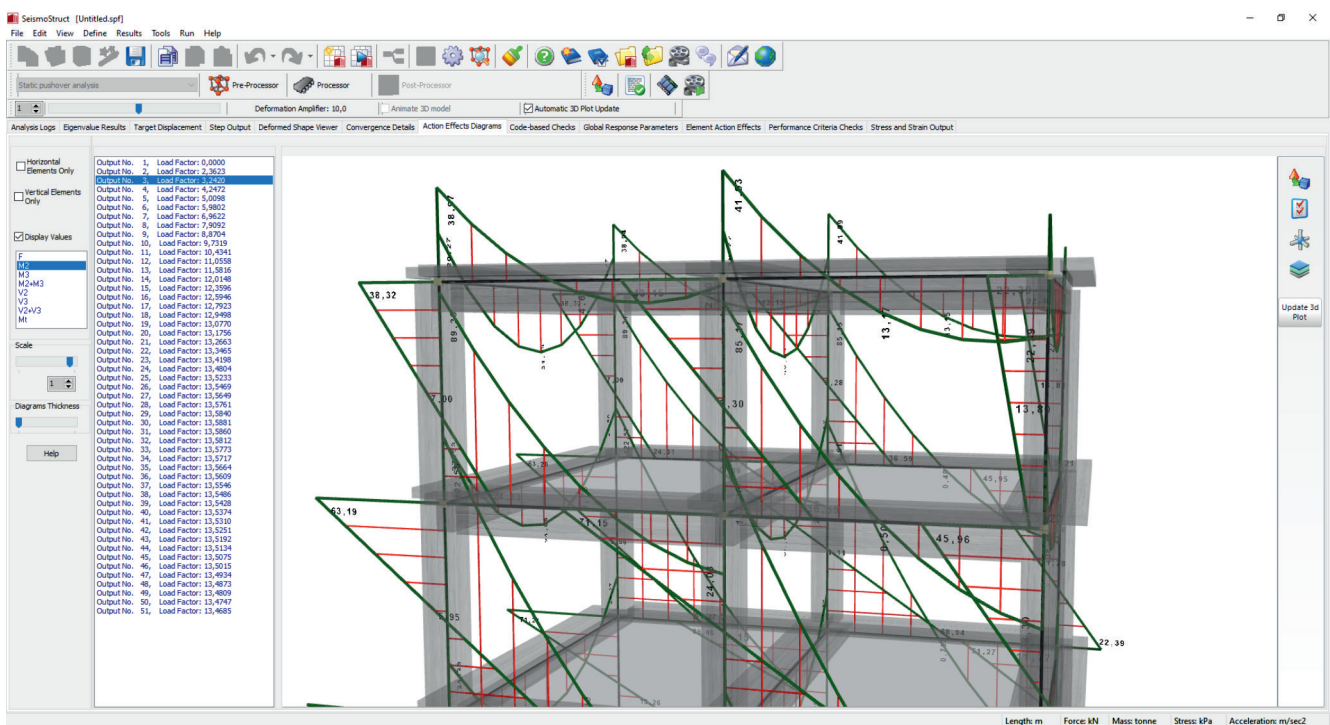 SeismoStruct [Untitled.spf]
File Edit View Define Results Tools Run Help
Static pushover analysis Pre-Processor Processor Post-Processor
1 Deformation Amplifier: 10,0 Animate 3D model Automatic 3D Plot Update
Analysis Logs Eigenvalue Results Target Displacement Step Output Deformed Shape Viewer Convergence Details Action Effects Diagrams Code-based Checks Global Response Parameters Element Action Effects Performance Criteria Checks Stress and Strain Output
Horizontal
Elements Only
Vertical Elements
Only
Display Values
F
M2
M3
M2+M3
V2
V3
V2+V3
Mt
Scale
1
Diagrams Thickness
Help
Output No. 1, Load Factor: 0,0000
Output No. 2, Load Factor: 2,3623
Output No. 3, Load Factor: 3,2420
Output No. 4, Load Factor: 4,2472
Output No. 5, Load Factor: 5,0098
Output No. 6, Load Factor: 5,9802
Output No. 7, Load Factor: 6,9622
Output No. 8, Load Factor: 7,9092
Output No. 9, Load Factor: 8,8704
Output No. 10, Load Factor: 9,7319
Output No. 11, Load Factor: 10,4341
Output No. 12, Load Factor: 11,0558
Output No. 13, Load Factor: 11,5816
Output No. 14, Load Factor: 12,0148
Output No. 15, Load Factor: 12,3596
Output No. 16, Load Factor: 12,5946
Output No. 17, Load Factor: 12,7923
Output No. 18, Load Factor: 12,9498
Output No. 19, Load Factor: 13,0770
Output No. 20, Load Factor: 13,1756
Output No. 21, Load Factor: 13,2663
Output No. 22, Load Factor: 13,3465
Output No. 23, Load Factor: 13,4198
Output No. 24, Load Factor: 13,4804
Output No. 25, Load Factor: 13,5233
Output No. 26, Load Factor: 13,5469
Output No. 27, Load Factor: 13,5649
Output No. 28, Load Factor: 13,5761
Output No. 29, Load Factor: 13,5840
Output No. 30, Load Factor: 13,5881
Output No. 31, Load Factor: 13,5860
Output No. 32, Load Factor: 13,5812
Output No. 33, Load Factor: 13,5773
Output No. 34, Load Factor: 13,5717
Output No. 35, Load Factor: 13,5664
Output No. 36, Load Factor: 13,5609
Output No. 37, Load Factor: 13,5546
Output No. 38, Load Factor: 13,5486
Output No. 39, Load Factor: 13,5428
Output No. 40, Load Factor: 13,5374
Output No. 41, Load Factor: 13,5310
Output No. 42, Load Factor: 13,5251
Output No. 43, Load Factor: 13,5192
Output No. 44, Load Factor: 13,5134
Output No. 45, Load Factor: 13,5075
Output No. 46, Load Factor: 13,5015
Output No. 47, Load Factor: 13,4934
Output No. 48, Load Factor: 13,4873
Output No. 49, Load Factor: 13,4809
Output No. 50, Load Factor: 13,4747
Output No. 51, Load Factor: 13,4685
38,32
13,17
63,19
71,15
45,95
45,96
22,39
Update 3d
Plot
Length: m Force: kN Mass: tonne Stress: kPa Acceleration: m/sec2